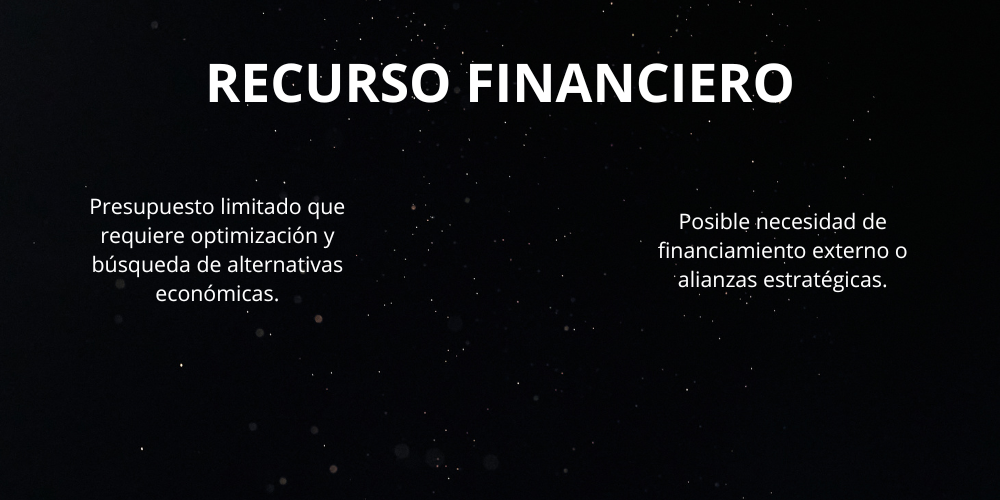 RECURSO FINANCIERO
Presupuesto limitado que
requiere optimización y
búsqueda de alternativas
económicas.
Posible necesidad de
financiamiento externo o
alianzas estratégicas.